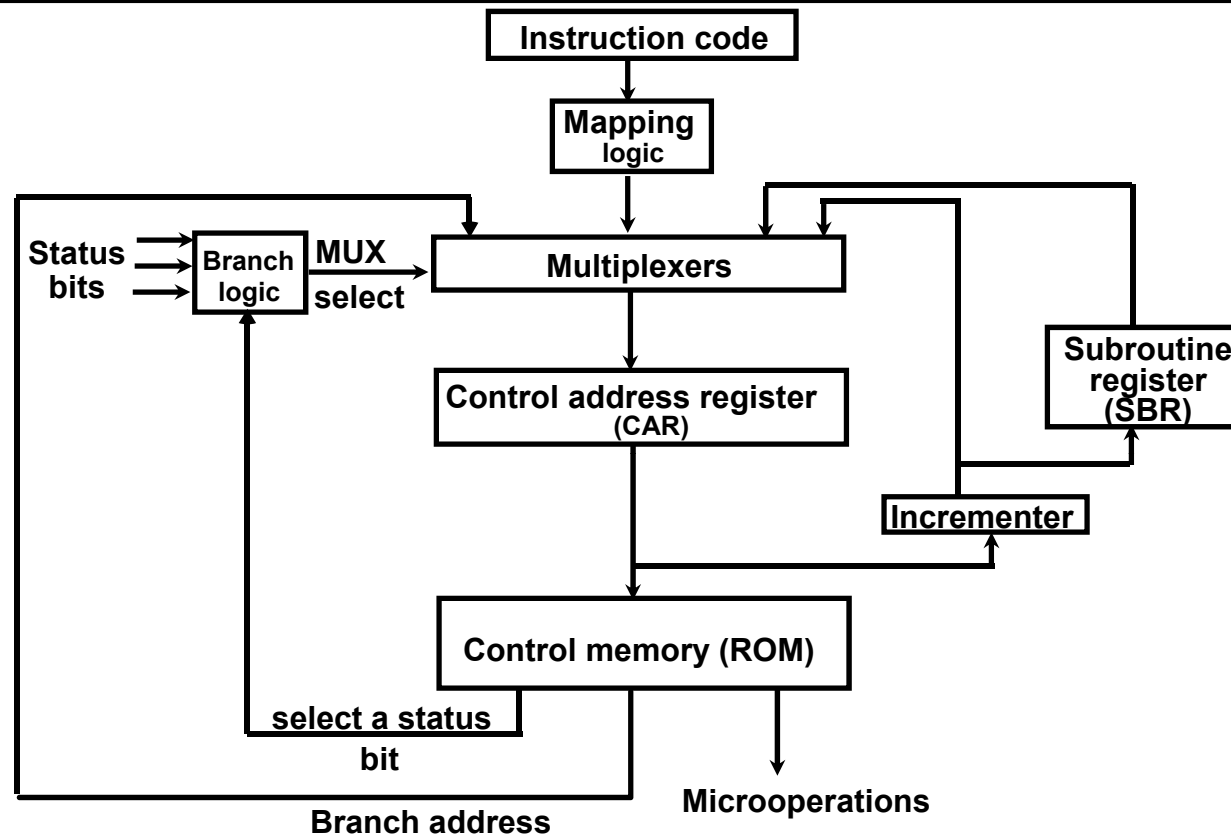 Instruction code
Mapping
logic
Status
bits
Branch
logic
MUX
select
Multiplexers
Subroutine
register
(SBR)
Control address register
(CAR)
Incrementer
Control memory (ROM)
select a status
bit
Microoperations
Branch address